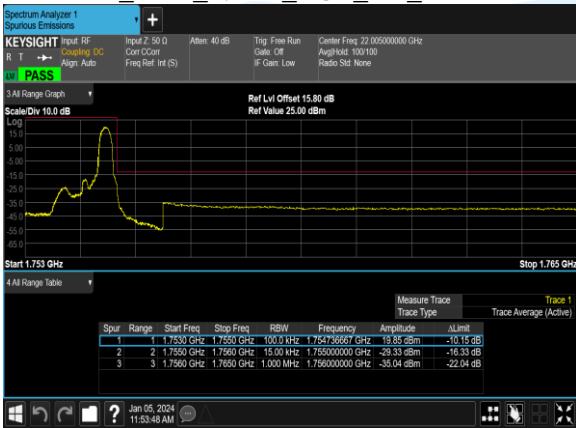 Spectrum Analyzer 1
Spurious Emissions
+
KEYSIGHT
R T
LV PASS
Input: RF
Coupling: DC
Align: Auto
Input Z: 50 Ω
Corr CCorr
Freq Ref: Int (S)
Atten: 40 dB
Trig: Free Run
Gate: Off
IF Gain: Low
Center Freq: 22.005000000 GHz
Avg|Hold: 100/100
Radio Std: None
3 All Range Graph
Scale/Div 10.0 dB
Ref Lvl Offset 15.80 dB
Ref Value 25.00 dBm
Log
15.0
5.00
-5.00
-15.0
-25.0
-35.0
-45.0
-55.0
-65.0
Start 1.753 GHz
Stop 1.765 GHz
4 All Range Table
Measure Trace Trace 1
Trace Type Trace Average (Active)
Spur Range Start Freq Stop Freq RBW Frequency Amplitude ΔLimit
1 1 1.7530 GHz 1.7550 GHz 100.0 kHz 1.754736667 GHz 19.85 dBm -10.15 dB
2 2 1.7550 GHz 1.7560 GHz 15.00 kHz 1.755000000 GHz -29.33 dBm -16.33 dB
3 3 1.7560 GHz 1.7650 GHz 1.000 MHz 1.756000000 GHz -35.04 dBm -22.04 dB
?
Jan 05, 2024
11:53:48 AM